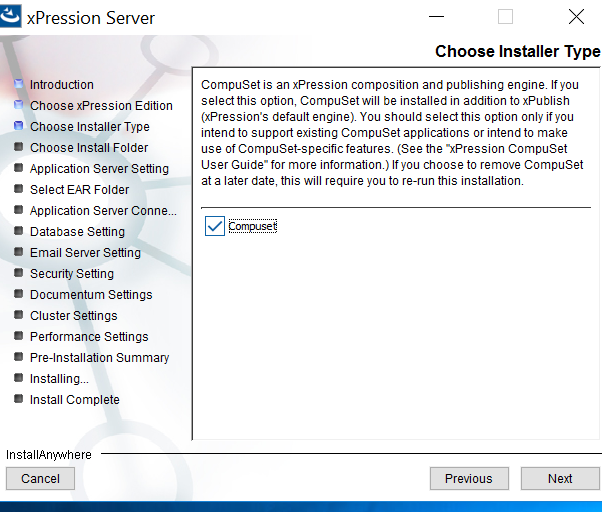 xPression Server
Choose Installer Type
Introduction
Choose xPression Edition
Choose Installer Type
Choose Install Folder
Application Server Setting
Select EAR Folder
Application Server Conne...
Database Setting
Email Server Setting
Security Setting
Documentum Settings
Cluster Settings
Performance Settings
Pre-Installation Summary
Installing...
Install Complete
CompuSet is an xPression composition and publishing engine. If you
select this option, CompuSet will be installed in addition to xPublish
(xPression's default engine). You should select this option only if you
intend to support existing CompuSet applications or intend to make
use of CompuSet-specific features. (See the "xPression CompuSet
User Guide" for more information.) If you choose to remove CompuSet
at a later date, this will require you to re-run this installation.
Compuset
InstallAnywhere
Cancel
Previous
Next